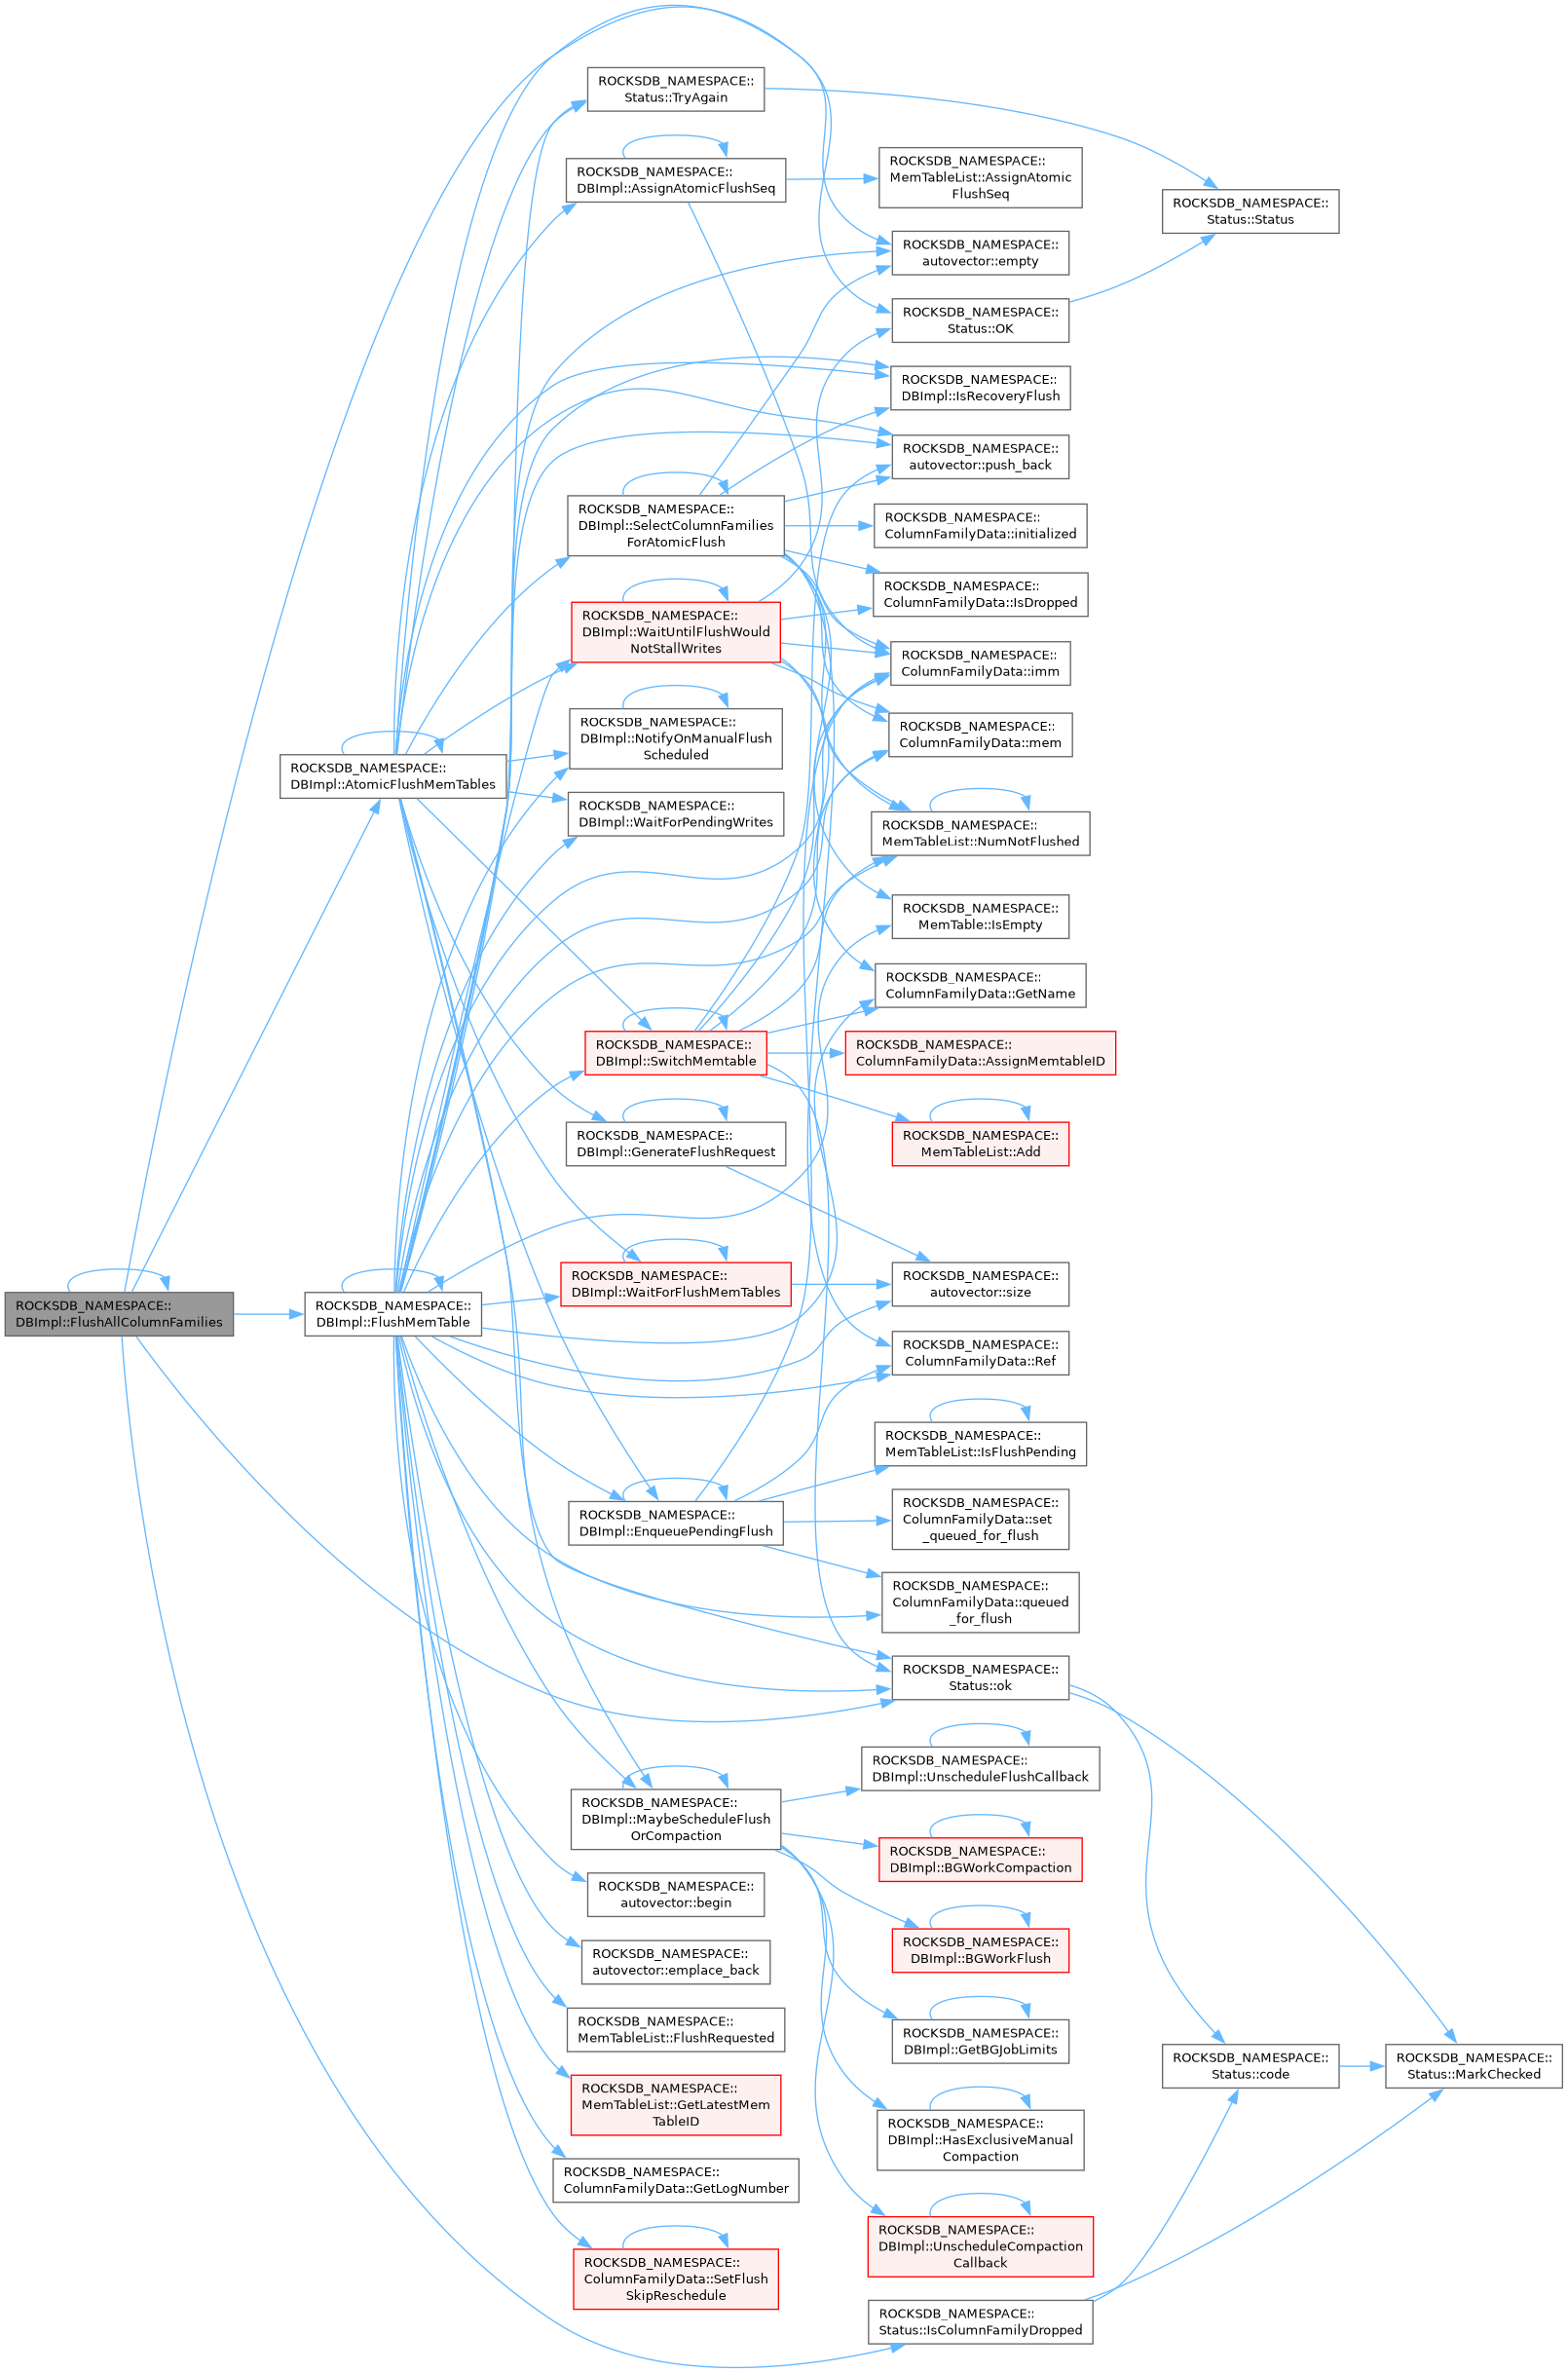 ROCKSDB_NAMESPACE::
DBImpl::FlushAllColumnFamilies
ROCKSDB_NAMESPACE::
DBImpl::AtomicFlushMemTables
ROCKSDB_NAMESPACE::
DBImpl::FlushMemTable
ROCKSDB_NAMESPACE::
Status::TryAgain
ROCKSDB_NAMESPACE::
DBImpl::AssignAtomicFlushSeq
ROCKSDB_NAMESPACE::
DBImpl::SelectColumnFamilies
ForAtomicFlush
ROCKSDB_NAMESPACE::
DBImpl::WaitUntilFlushWould
NotStallWrites
ROCKSDB_NAMESPACE::
DBImpl::NotifyOnManualFlush
Scheduled
ROCKSDB_NAMESPACE::
DBImpl::WaitForPendingWrites
ROCKSDB_NAMESPACE::
DBImpl::SwitchMemtable
ROCKSDB_NAMESPACE::
DBImpl::GenerateFlushRequest
ROCKSDB_NAMESPACE::
DBImpl::WaitForFlushMemTables
ROCKSDB_NAMESPACE::
DBImpl::EnqueuePendingFlush
ROCKSDB_NAMESPACE::
DBImpl::MaybeScheduleFlush
OrCompaction
ROCKSDB_NAMESPACE::
autovector::begin
ROCKSDB_NAMESPACE::
autovector::emplace_back
ROCKSDB_NAMESPACE::
MemTableList::FlushRequested
ROCKSDB_NAMESPACE::
MemTableList::GetLatestMem
TableID
ROCKSDB_NAMESPACE::
ColumnFamilyData::GetLogNumber
ROCKSDB_NAMESPACE::
ColumnFamilyData::SetFlush
SkipReschedule
ROCKSDB_NAMESPACE::
MemTableList::AssignAtomic
FlushSeq
ROCKSDB_NAMESPACE::
autovector::empty
ROCKSDB_NAMESPACE::
Status::OK
ROCKSDB_NAMESPACE::
DBImpl::IsRecoveryFlush
ROCKSDB_NAMESPACE::
autovector::push_back
ROCKSDB_NAMESPACE::
ColumnFamilyData::initialized
ROCKSDB_NAMESPACE::
ColumnFamilyData::IsDropped
ROCKSDB_NAMESPACE::
ColumnFamilyData::imm
ROCKSDB_NAMESPACE::
ColumnFamilyData::mem
ROCKSDB_NAMESPACE::
MemTableList::NumNotFlushed
ROCKSDB_NAMESPACE::
MemTable::IsEmpty
ROCKSDB_NAMESPACE::
ColumnFamilyData::GetName
ROCKSDB_NAMESPACE::
ColumnFamilyData::AssignMemtableID
ROCKSDB_NAMESPACE::
MemTableList::Add
ROCKSDB_NAMESPACE::
autovector::size
ROCKSDB_NAMESPACE::
ColumnFamilyData::Ref
ROCKSDB_NAMESPACE::
MemTableList::IsFlushPending
ROCKSDB_NAMESPACE::
ColumnFamilyData::set
_queued_for_flush
ROCKSDB_NAMESPACE::
ColumnFamilyData::queued
_for_flush
ROCKSDB_NAMESPACE::
Status::ok
ROCKSDB_NAMESPACE::
DBImpl::UnscheduleFlushCallback
ROCKSDB_NAMESPACE::
DBImpl::BGWorkCompaction
ROCKSDB_NAMESPACE::
DBImpl::BGWorkFlush
ROCKSDB_NAMESPACE::
DBImpl::GetBGJobLimits
ROCKSDB_NAMESPACE::
DBImpl::HasExclusiveManual
Compaction
ROCKSDB_NAMESPACE::
DBImpl::UnscheduleCompaction
Callback
ROCKSDB_NAMESPACE::
Status::IsColumnFamilyDropped
ROCKSDB_NAMESPACE::
Status::Status
ROCKSDB_NAMESPACE::
Status::code
ROCKSDB_NAMESPACE::
Status::MarkChecked